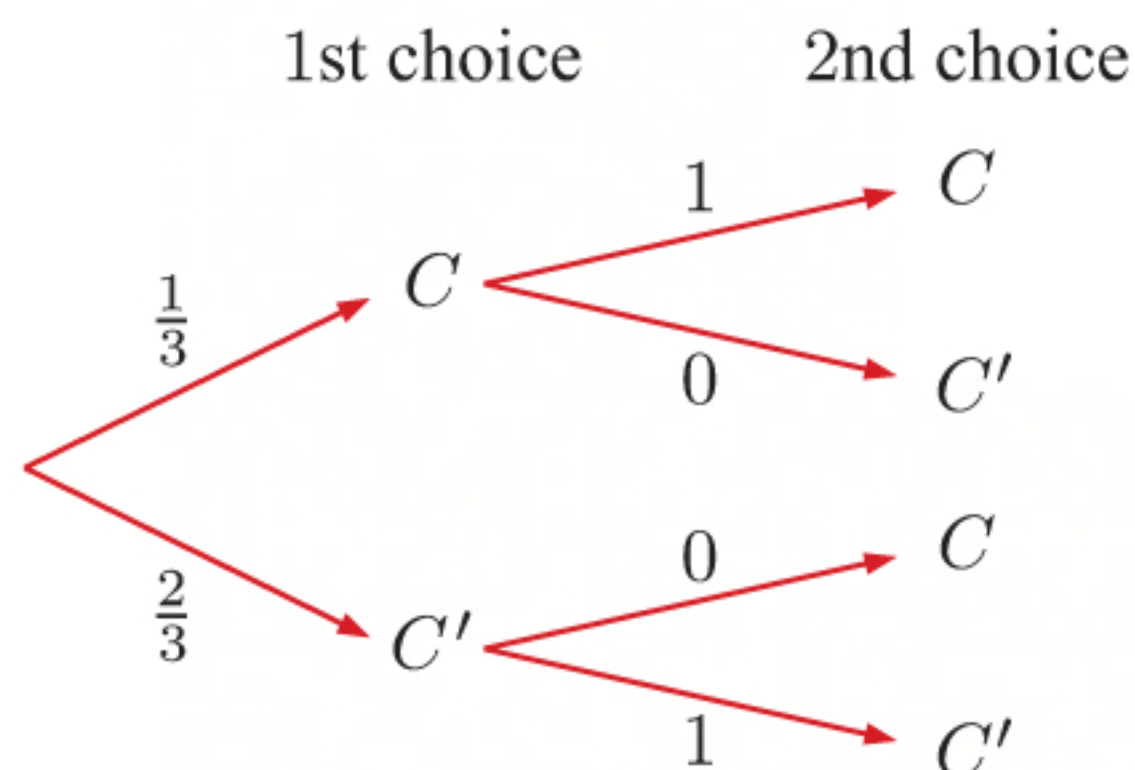 1st choice 2nd choice
1 C
1/3 C
0 C′
0 C
2/3 C′
1 C′